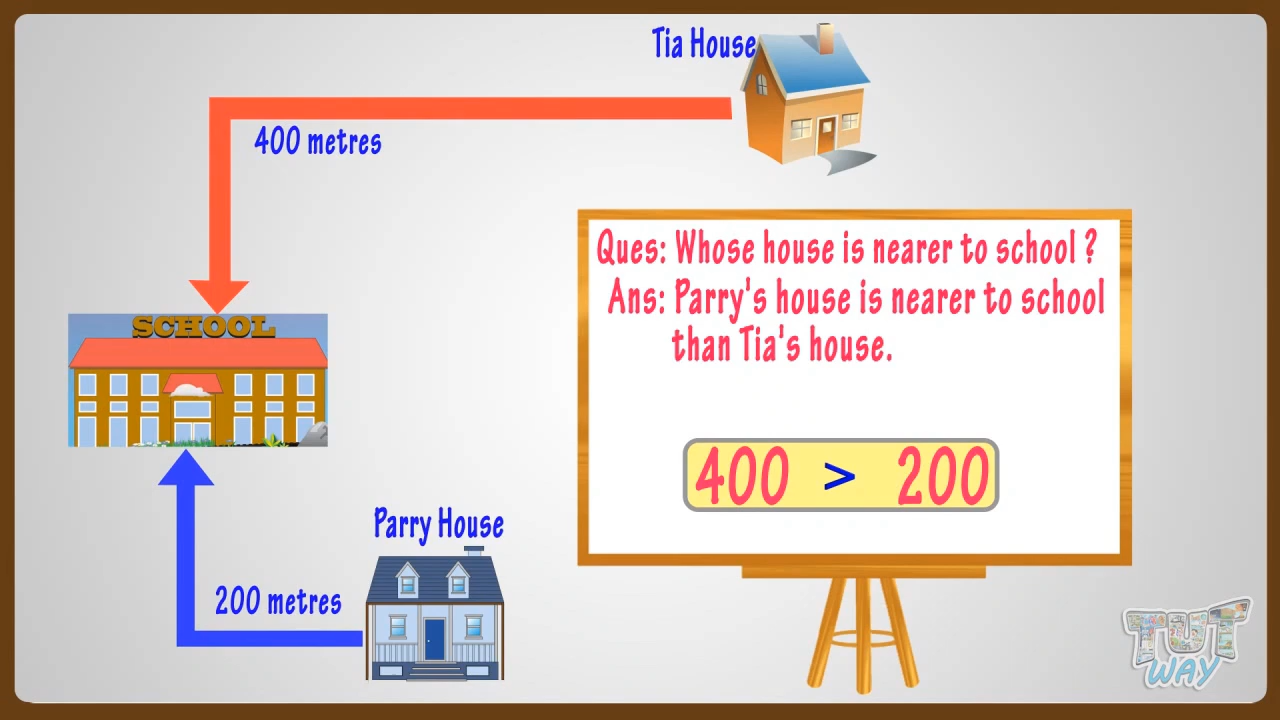 Tia House
400 metres
SCHOOL
Parry House
200 metres
Ques: Whose house is nearer to school ?
Ans: Parry's house is nearer to school
than Tia's house.
400 > 200
TUT
WAY